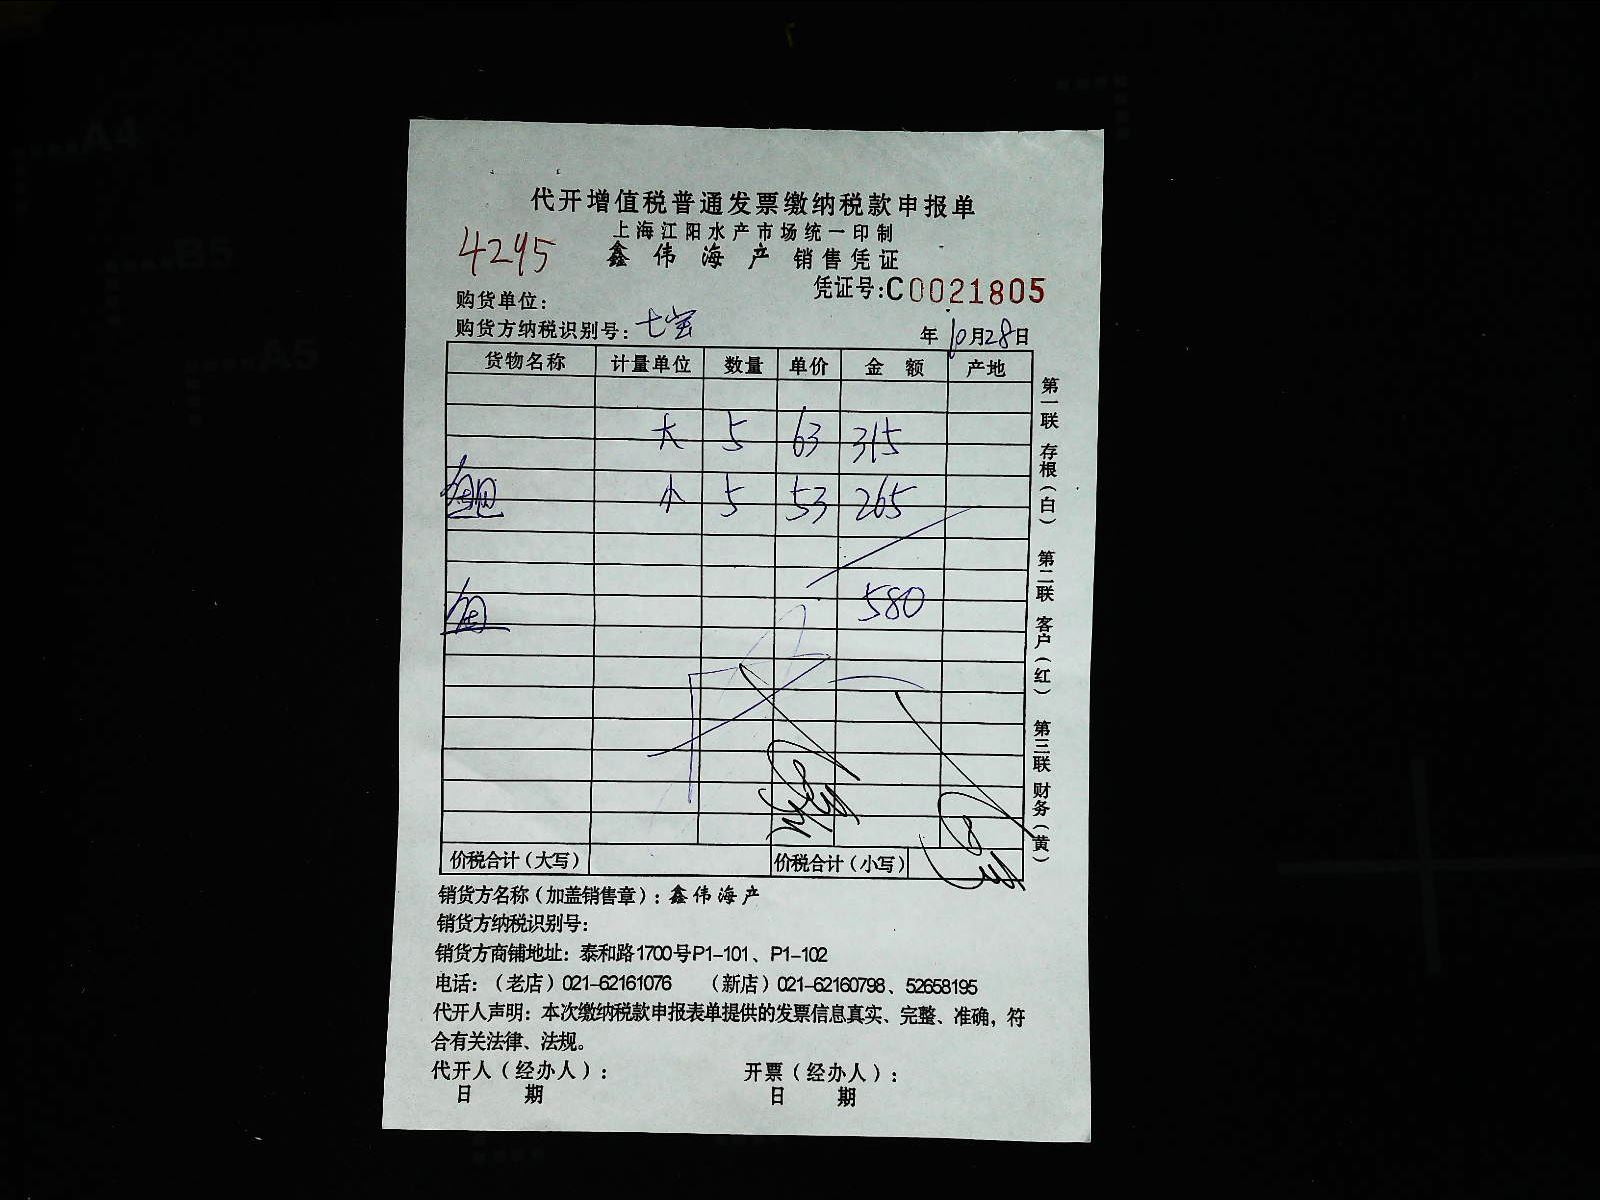 代开增值税普通发票缴纳税款申报单
上海江阳水产市场统一印制
4295
鑫伟海产 销售凭证
凭证号:C0021805
购货单位:
购货方纳税识别号: 七宝
年10月28日
货物名称 计量单位 数量 单价 金额 产地
大 5 63 315
小 5 53 265
580
价税合计(大写) 价税合计(小写)
第一联 存根(白) 第二联 客户(红) 第三联 财务(黄)
销货方名称(加盖销售章): 鑫伟海产
销货方纳税识别号:
销货方商铺地址: 泰和路1700号P1-101、P1-102
电话:(老店)021-62161076 (新店)021-62160798、52658195
代开人声明: 本次缴纳税款申报表单提供的发票信息真实、完整、准确,符
合有关法律、法规。
代开人(经办人): 开票(经办人):
日期 日期
A4
B5
A5